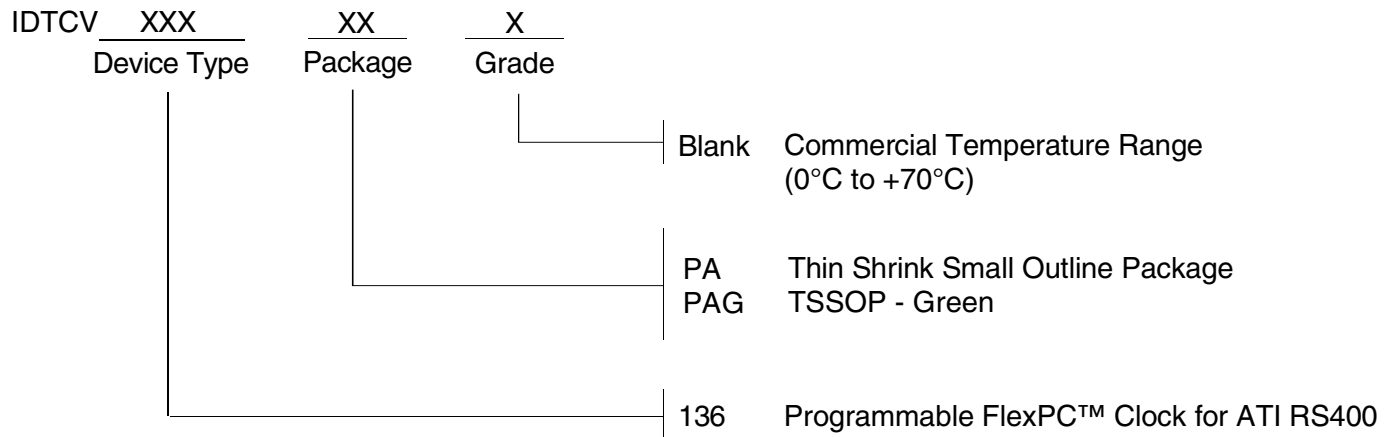 IDTCV XXX XX X
Device Type Package Grade
Blank Commercial Temperature Range
(0°C to +70°C)
PA Thin Shrink Small Outline Package
PAG TSSOP - Green
136 Programmable FlexPC™ Clock for ATI RS400